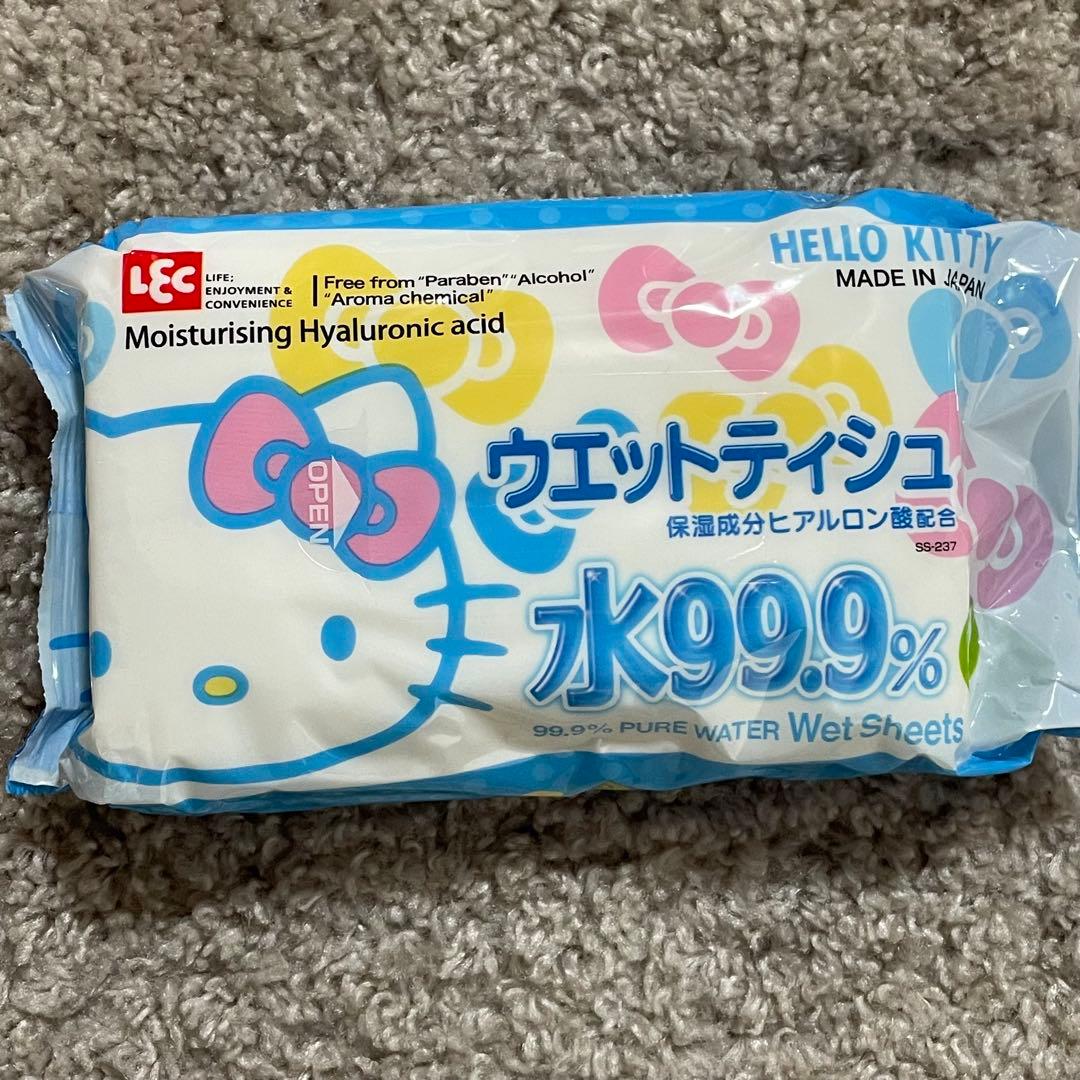 LEC
LIFE;
ENJOYMENT &
CONVENIENCE
Free from “Paraben” “Alcohol”
“Aroma chemical”
Moisturising Hyaluronic acid
HELLO KITTY
MADE IN JAPAN
OPEN
ウエットティシュ
保湿成分ヒアルロン酸配合
SS-237
水99.9%
99.9% PURE WATER Wet Sheets